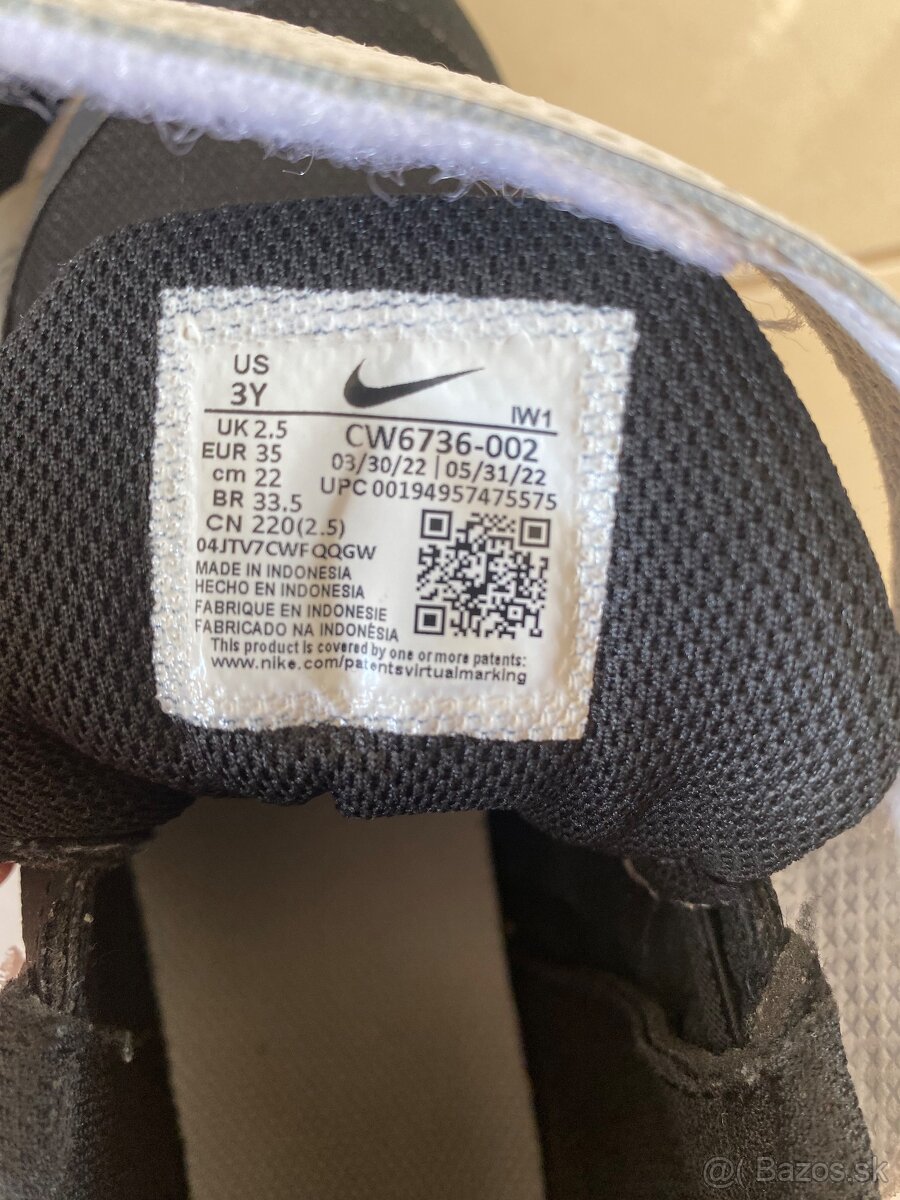 US
3Y
IW1
UK 2.5
EUR 35
cm 22
BR 33.5
CN 220(2.5)
CW6736-002
03/30/22 | 05/31/22
UPC 00194957475575
04JTV7CWF QQGW
MADE IN INDONESIA
HECHO EN INDONESIA
FABRIQUE EN INDONESIE
FABRICADO NA INDONÉSIA
This product is covered by one or more patents:
www.nike.com/patentsvirtualmarking
@( Bazos.sk